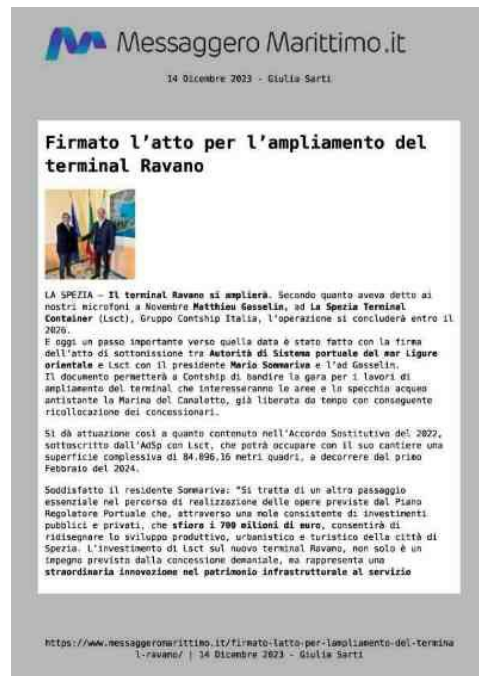 Messaggero Marittimo.it
14 Dicembre 2023 - Giulia Sarti
Firmato l’atto per l’ampliamento del
terminal Ravano
LA SPEZIA – Il terminal Ravano si amplierà. Secondo quanto aveva detto ai
nostri microfoni a Novembre Matthieu Gasselin, ad La Spezia Terminal
Container (Lsct), Gruppo Contship Italia, l’operazione si concluderà entro il
2026.
E oggi un passo importante verso quella data è stato fatto con la firma
dell’atto di sottomissione tra Autorità di Sistema portuale del mar Ligure
orientale e Lsct con il presidente Mario Sommariva e l’ad Gasselin.
Il documento permetterà a Contship di bandire la gara per i lavori di
ampliamento del terminal che interesseranno le aree e lo specchio acqueo
antistante la Marina del Canaletto, già liberata da tempo con conseguente
ricollocazione dei concessionari.
Si dà attuazione così a quanto contenuto nell’Accordo Sostitutivo del 2022,
sottoscritto dall’AdSp con Lsct, che potrà occupare con il suo cantiere una
superficie complessiva di 84.096,16 metri quadri, a decorrere dal primo
Febbraio del 2024.
Soddisfatto il residente Sommariva: “Si tratta di un altro passaggio
essenziale nel percorso di realizzazione delle opere previste dal Piano
Regolatore Portuale che, attraverso una mole consistente di investimenti
pubblici e privati, che sfiora i 700 milioni di euro, consentirà di
ridisegnare lo sviluppo produttivo, urbanistico e turistico della città di
Spezia. L’investimento di Lsct sul nuovo terminal Ravano, non solo è un
impegno previsto dalla concessione demaniale, ma rappresenta una
straordinaria innovazione nel patrimonio infrastrutturale al servizio
https://www.messaggeromarittimo.it/firmato-latto-per-lampliamento-del-termina
l-ravano/ | 14 Dicembre 2023 - Giulia Sarti